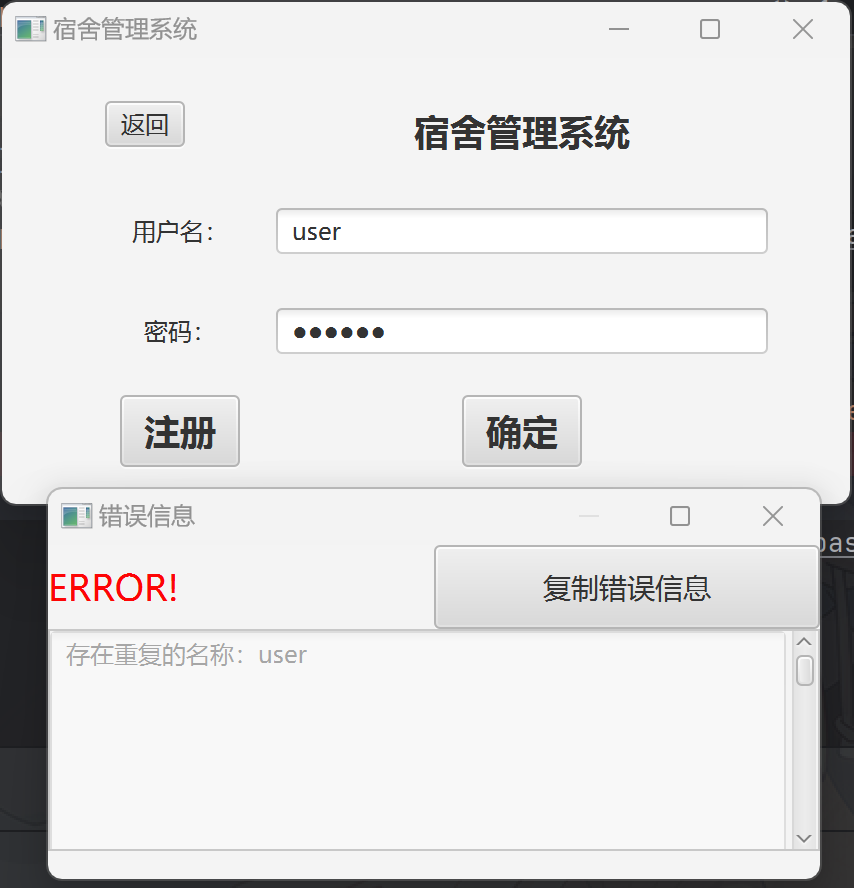 宿舍管理系统
返回
宿舍管理系统
用户名：
user
密码：
●●●●●●
注册
确定
错误信息
ERROR!
复制错误信息
存在重复的名称：user